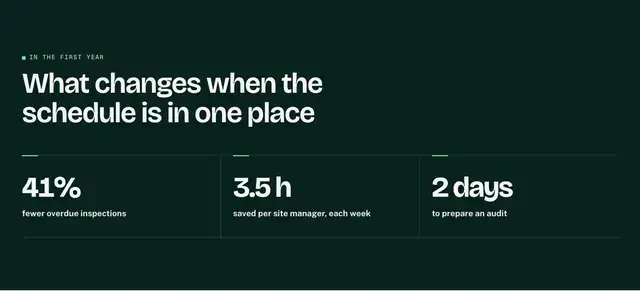 IN THE FIRST YEAR
What changes when the
schedule is in one place
41%
fewer overdue inspections
3.5 h
saved per site manager, each week
2 days
to prepare an audit